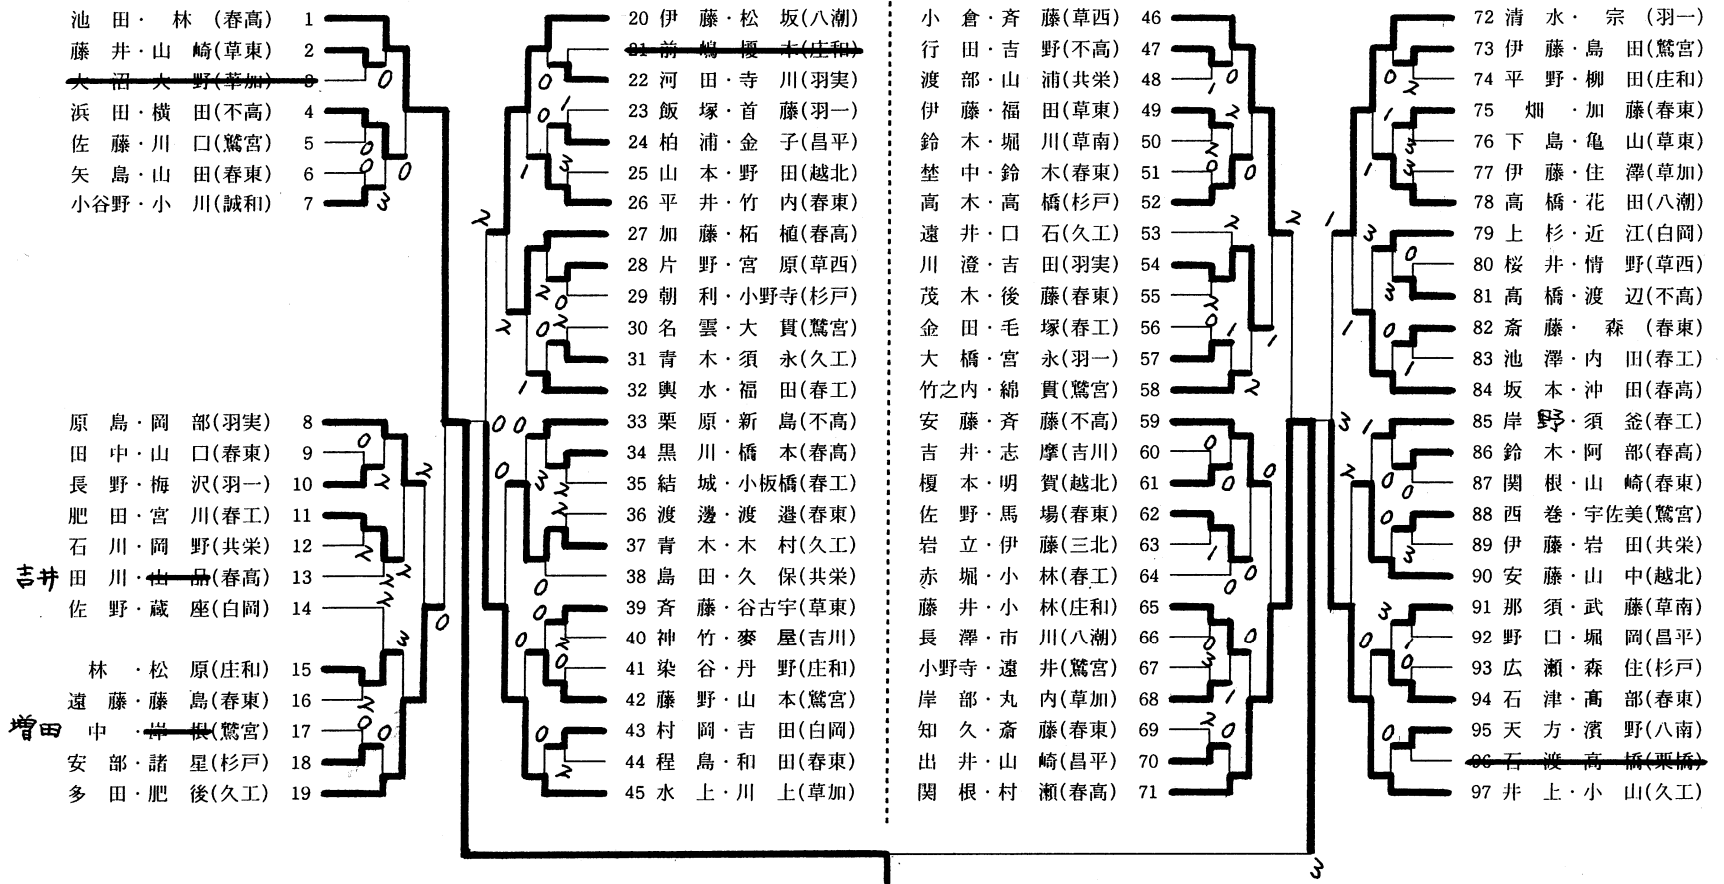 池田・林(春高) 1
藤井・山崎(草東) 2
大沼大野(草加) 3
浜田・横田(不高) 4
佐藤・川口(鷲宮) 5
矢島・山田(春東) 6
小谷野・小川(誠和) 7
原島・岡部(羽実) 8
田中・山口(春東) 9
長野・梅沢(羽一) 10
肥田・宮川(春工) 11
石川・岡野(共栄) 12
吉井 田川・山品(春高) 13
佐野・蔵座(白岡) 14
林・松原(庄和) 15
遠藤・藤島(春東) 16
増田 中・岸根(鷲宮) 17
安部・諸星(杉戸) 18
多田・肥後(久工) 19
20 伊藤・松坂(八潮)
21 前嶋榎本(庄和)
22 河田・寺川(羽実)
23 飯塚・首藤(羽一)
24 柏浦・金子(昌平)
25 山本・野田(越北)
26 平井・竹内(春東)
27 加藤・柘植(春高)
28 片野・宮原(草西)
29 朝利・小野寺(杉戸)
30 名雲・大貫(鷲宮)
31 青木・須永(久工)
32 輿水・福田(春工)
33 栗原・新島(不高)
34 黒川・橋本(春高)
35 結城・小板橋(春工)
36 渡邊・渡邉(春東)
37 青木・木村(久工)
38 島田・久保(共栄)
39 斉藤・谷古宇(草東)
40 神竹・麥屋(吉川)
41 染谷・丹野(庄和)
42 藤野・山本(鷲宮)
43 村岡・吉田(白岡)
44 程島・和田(春東)
45 水上・川上(草加)
小倉・斉藤(草西) 46
行田・吉野(不高) 47
渡部・山浦(共栄) 48
伊藤・福田(草東) 49
鈴木・堀川(草南) 50
埜中・鈴木(春東) 51
高木・高橋(杉戸) 52
遠井・口石(久工) 53
川澄・吉田(羽実) 54
茂木・後藤(春東) 55
金田・毛塚(春工) 56
大橋・宮永(羽一) 57
竹之内・綿貫(鷲宮) 58
安藤・斉藤(不高) 59
吉井・志摩(吉川) 60
榎本・明賀(越北) 61
佐野・馬場(春東) 62
岩立・伊藤(三北) 63
赤堀・小林(春工) 64
藤井・小林(庄和) 65
長澤・市川(八潮) 66
小野寺・遠井(鷲宮) 67
岸部・丸内(草加) 68
知久・斎藤(春東) 69
出井・山崎(昌平) 70
関根・村瀬(春高) 71
72 清水・宗(羽一)
73 伊藤・島田(鷲宮)
74 平野・柳田(庄和)
75 畑・加藤(春東)
76 下島・亀山(草東)
77 伊藤・住澤(草加)
78 高橋・花田(八潮)
79 上杉・近江(白岡)
80 桜井・情野(草西)
81 高橋・渡辺(不高)
82 斎藤・森(春東)
83 池澤・内田(春工)
84 坂本・沖田(春高)
85 岸野・須釜(春工)
86 鈴木・阿部(春高)
87 関根・山崎(春東)
88 西巻・宇佐美(鷲宮)
89 伊藤・岩田(共栄)
90 安藤・山中(越北)
91 那須・武藤(草南)
92 野口・堀岡(昌平)
93 広瀬・森住(杉戸)
94 石津・髙部(春東)
95 天方・濱野(八南)
96 石渡高橋(栗橋)
97 井上・小山(久工)
3